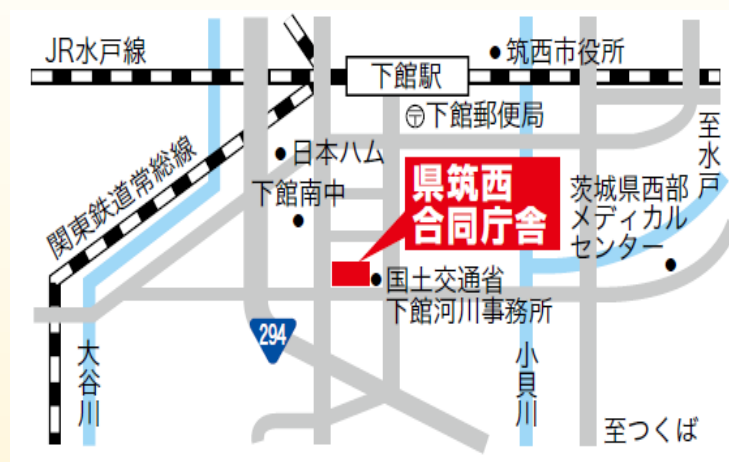 JR水戸線
筑西市役所
下館駅
〒下館郵便局
至水戸
日本ハム
関東鉄道常総線
下館南中
県筑西
合同庁舎
茨城県西部
メディカル
センター
国土交通省
下館河川事務所
294
大谷川
小貝川
至つくば